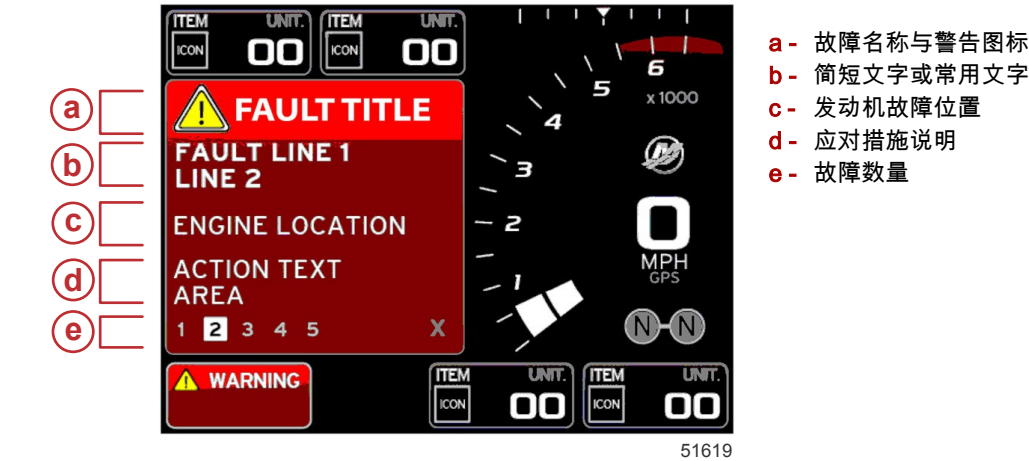 ITEM UNIT. ITEM UNIT.
ICON 00 ICON 00
a FAULT TITLE
b FAULT LINE 1
LINE 2
c ENGINE LOCATION
d ACTION TEXT
AREA
e 1 2 3 4 5 X
WARNING
6
5
4
3
2
1
x 1000
0
MPH
GPS
N N
ITEM UNIT. ITEM UNIT.
ICON 00 ICON 00
51619
a - 故障名称与警告图标
b - 简短文字或常用文字
c - 发动机故障位置
d - 应对措施说明
e - 故障数量